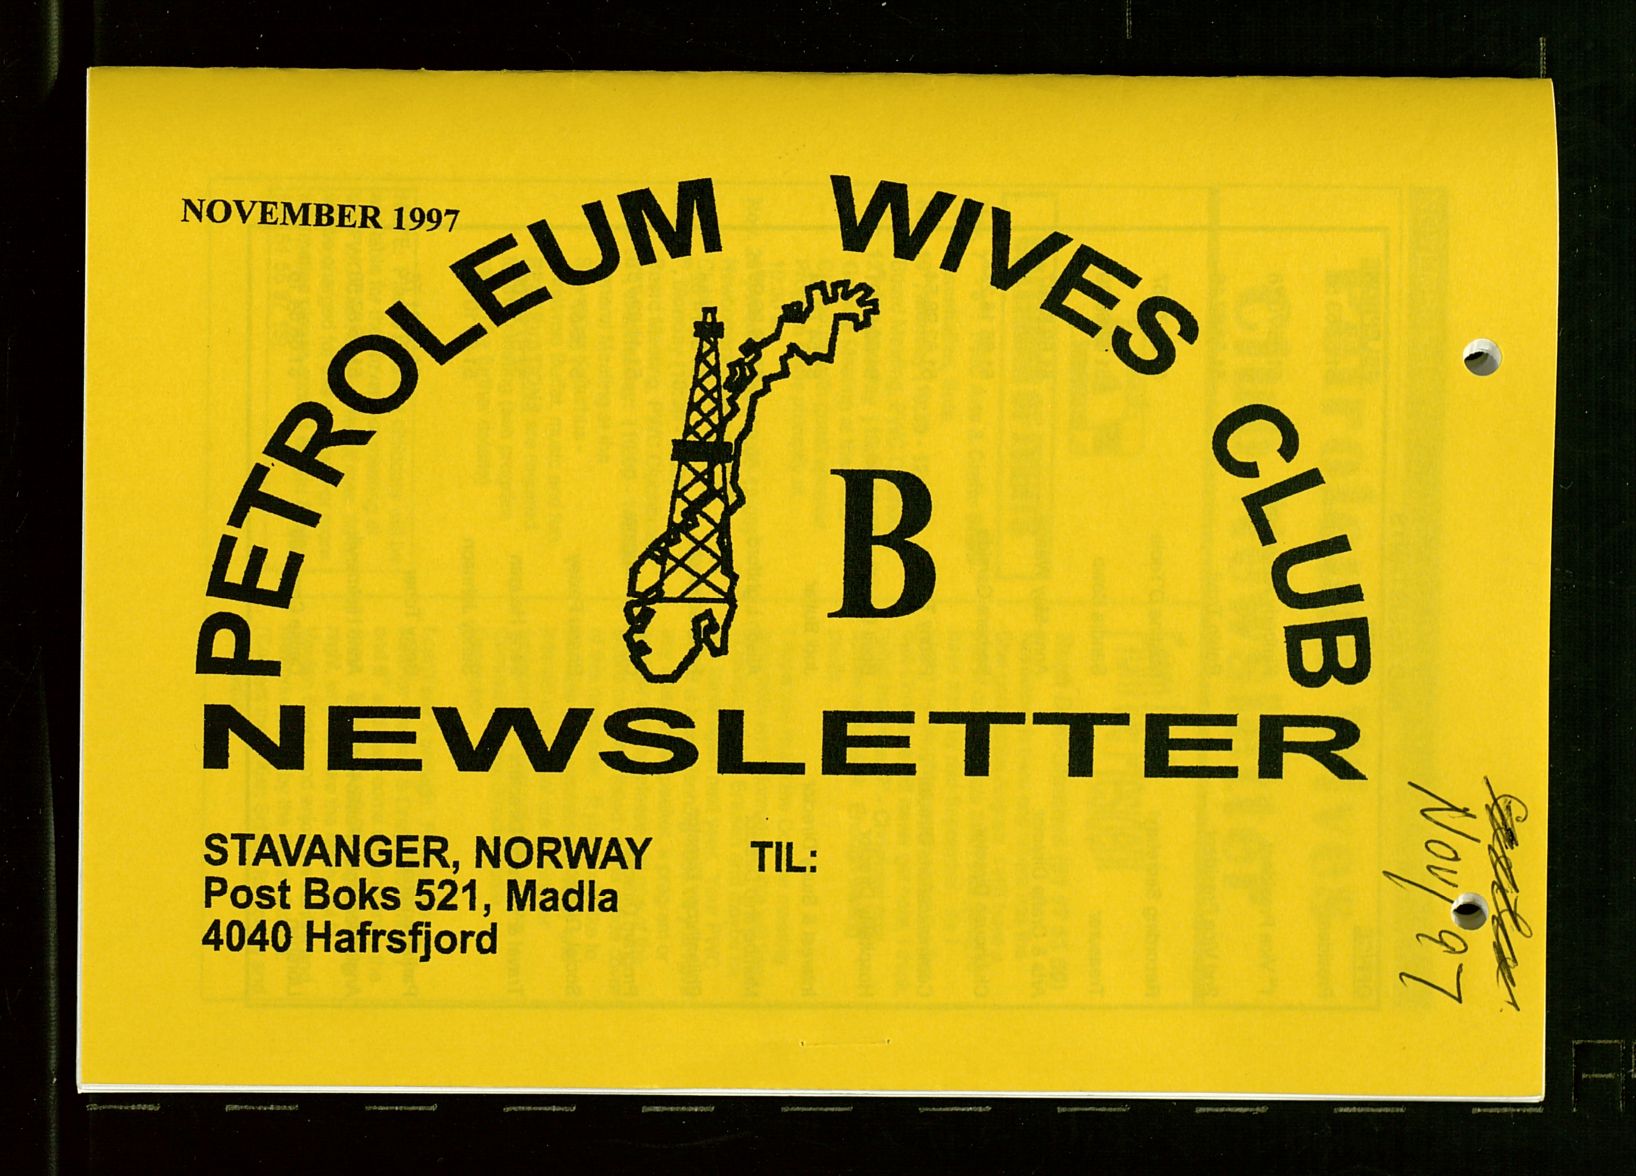 NOVEMBER 1997
PETROLEUM WIVES CLUB
B
NEWSLETTER
STAVANGER, NORWAY
Post Boks 521, Madla
4040 Hafrsfjord
TIL:
Nov, 97